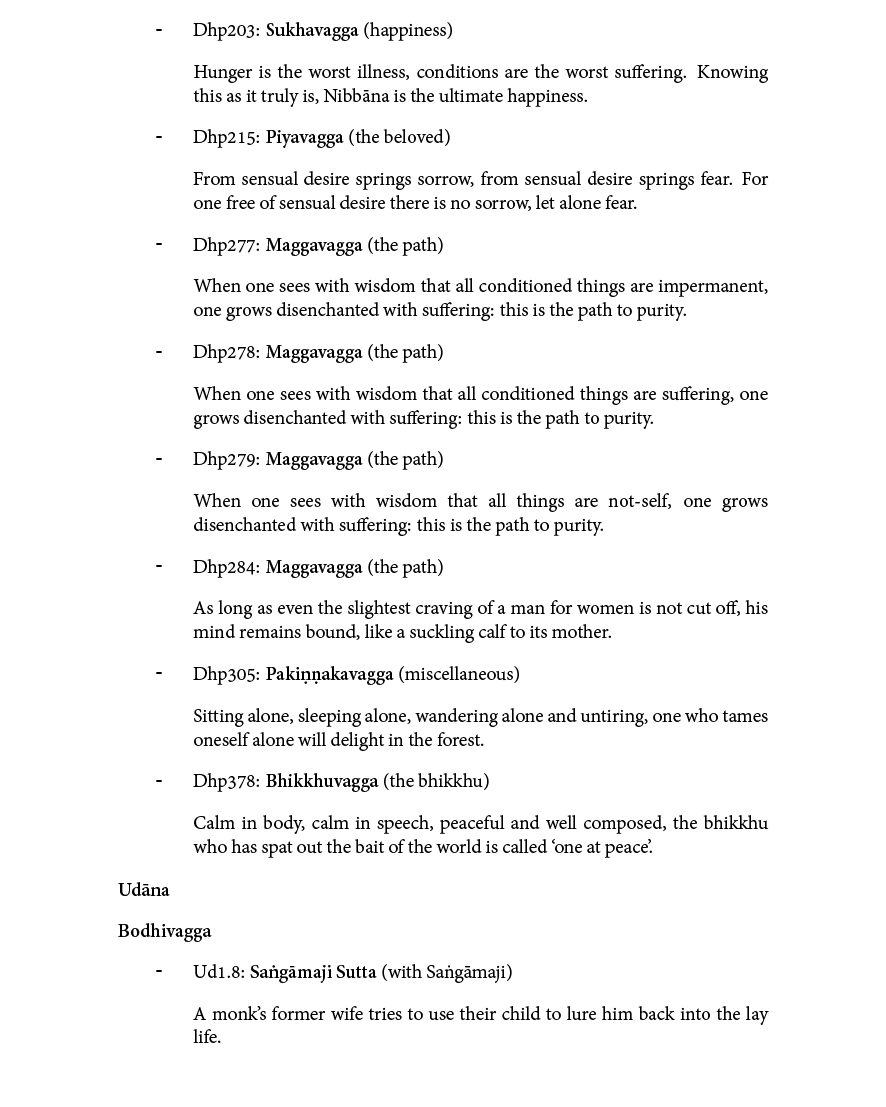 - Dhp203: Sukhavagga (happiness)
Hunger is the worst illness, conditions are the worst suffering. Knowing
this as it truly is, Nibbāna is the ultimate happiness.
- Dhp215: Piyavagga (the beloved)
From sensual desire springs sorrow, from sensual desire springs fear. For
one free of sensual desire there is no sorrow, let alone fear.
- Dhp277: Maggavagga (the path)
When one sees with wisdom that all conditioned things are impermanent,
one grows disenchanted with suffering: this is the path to purity.
- Dhp278: Maggavagga (the path)
When one sees with wisdom that all conditioned things are suffering, one
grows disenchanted with suffering: this is the path to purity.
- Dhp279: Maggavagga (the path)
When one sees with wisdom that all things are not-self, one grows
disenchanted with suffering: this is the path to purity.
- Dhp284: Maggavagga (the path)
As long as even the slightest craving of a man for women is not cut off, his
mind remains bound, like a suckling calf to its mother.
- Dhp305: Pakiṇṇakavagga (miscellaneous)
Sitting alone, sleeping alone, wandering alone and untiring, one who tames
oneself alone will delight in the forest.
- Dhp378: Bhikkhuvagga (the bhikkhu)
Calm in body, calm in speech, peaceful and well composed, the bhikkhu
who has spat out the bait of the world is called ‘one at peace’.
Udāna
Bodhivagga
- Ud1.8: Saṅgāmaji Sutta (with Saṅgāmaji)
A monk’s former wife tries to use their child to lure him back into the lay
life.